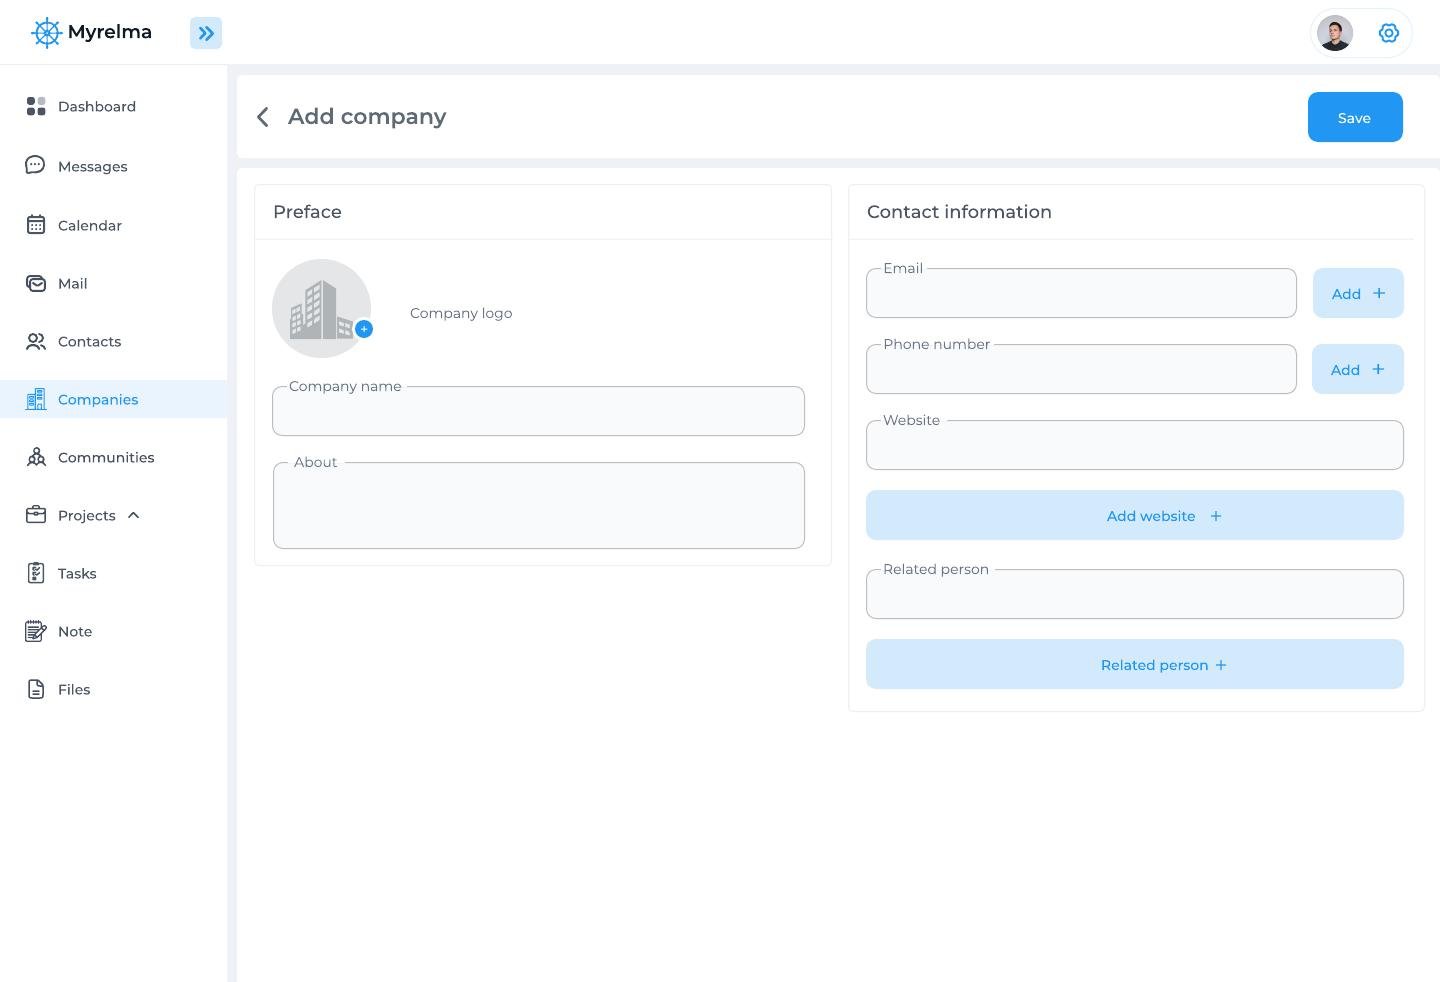 Myrelma
Dashboard
Messages
Calendar
Mail
Contacts
Companies
Communities
Projects
Tasks
Note
Files
Add company
Save
Preface
Company logo
Company name
About
Contact information
Email
Add +
Phone number
Add +
Website
Add website +
Related person
Related person +